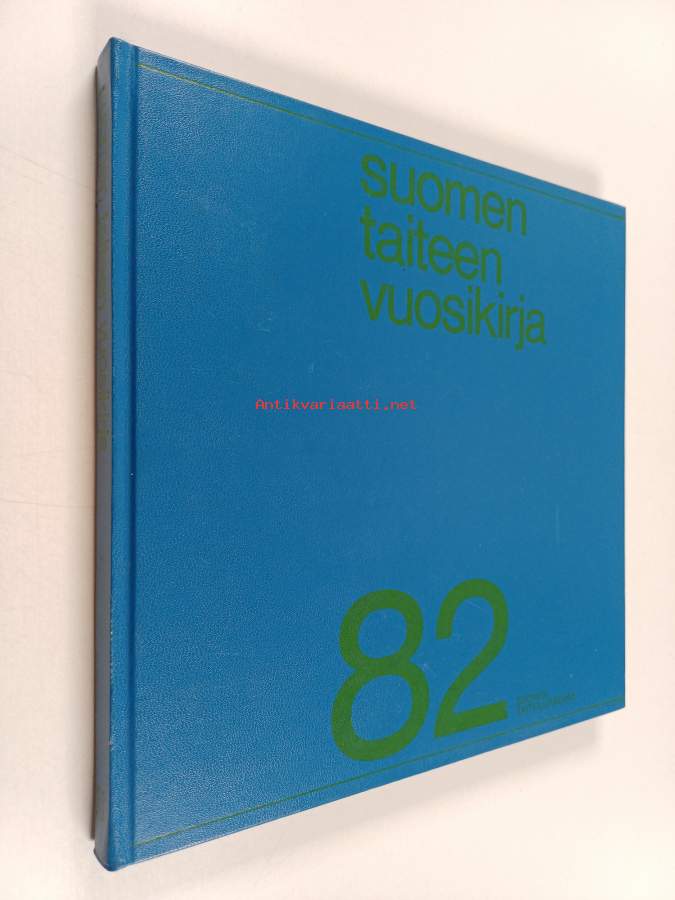 suomen
taiteen
vuosikirja
Antikvariaatti.net
82